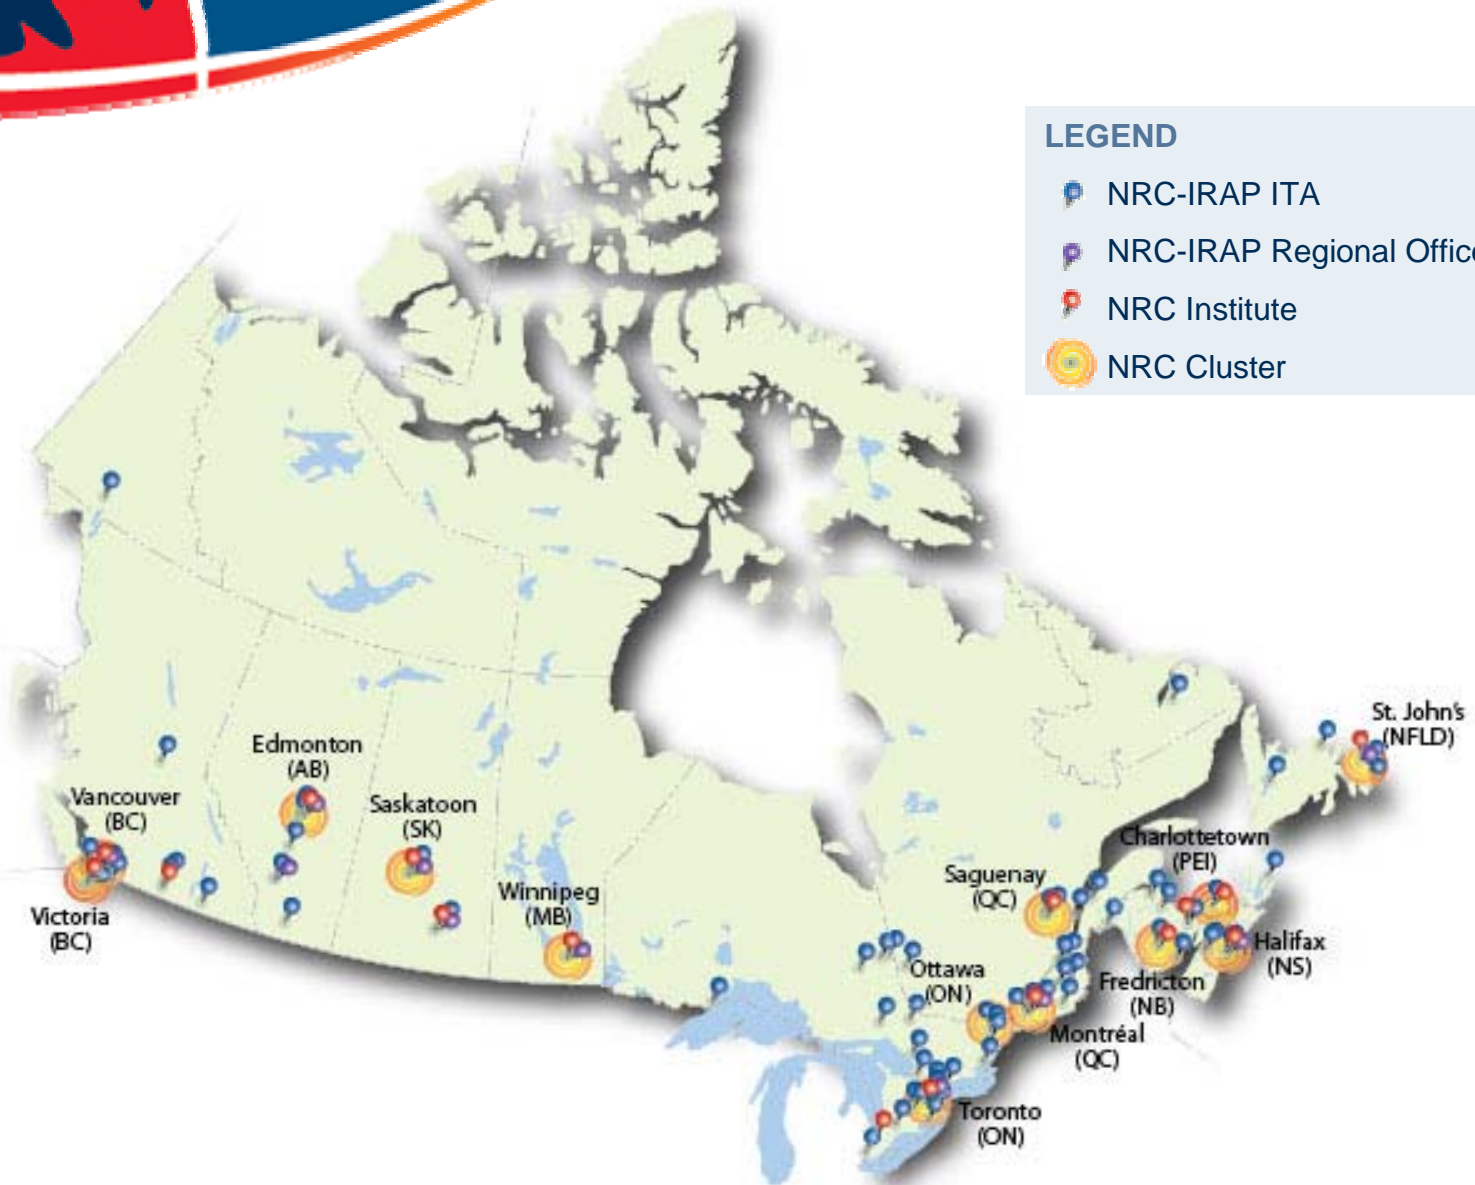 LEGEND
NRC-IRAP ITA
NRC-IRAP Regional Office
NRC Institute
NRC Cluster
St. John's
(NFLD)
Edmonton
(AB)
Vancouver
(BC)
Saskatoon
(SK)
Charlottetown
(PEI)
Saguenay
(QC)
Winnipeg
(MB)
Victoria
(BC)
Halifax
(NS)
Ottawa
(ON)
Fredricton
(NB)
Montréal
(QC)
Toronto
(ON)